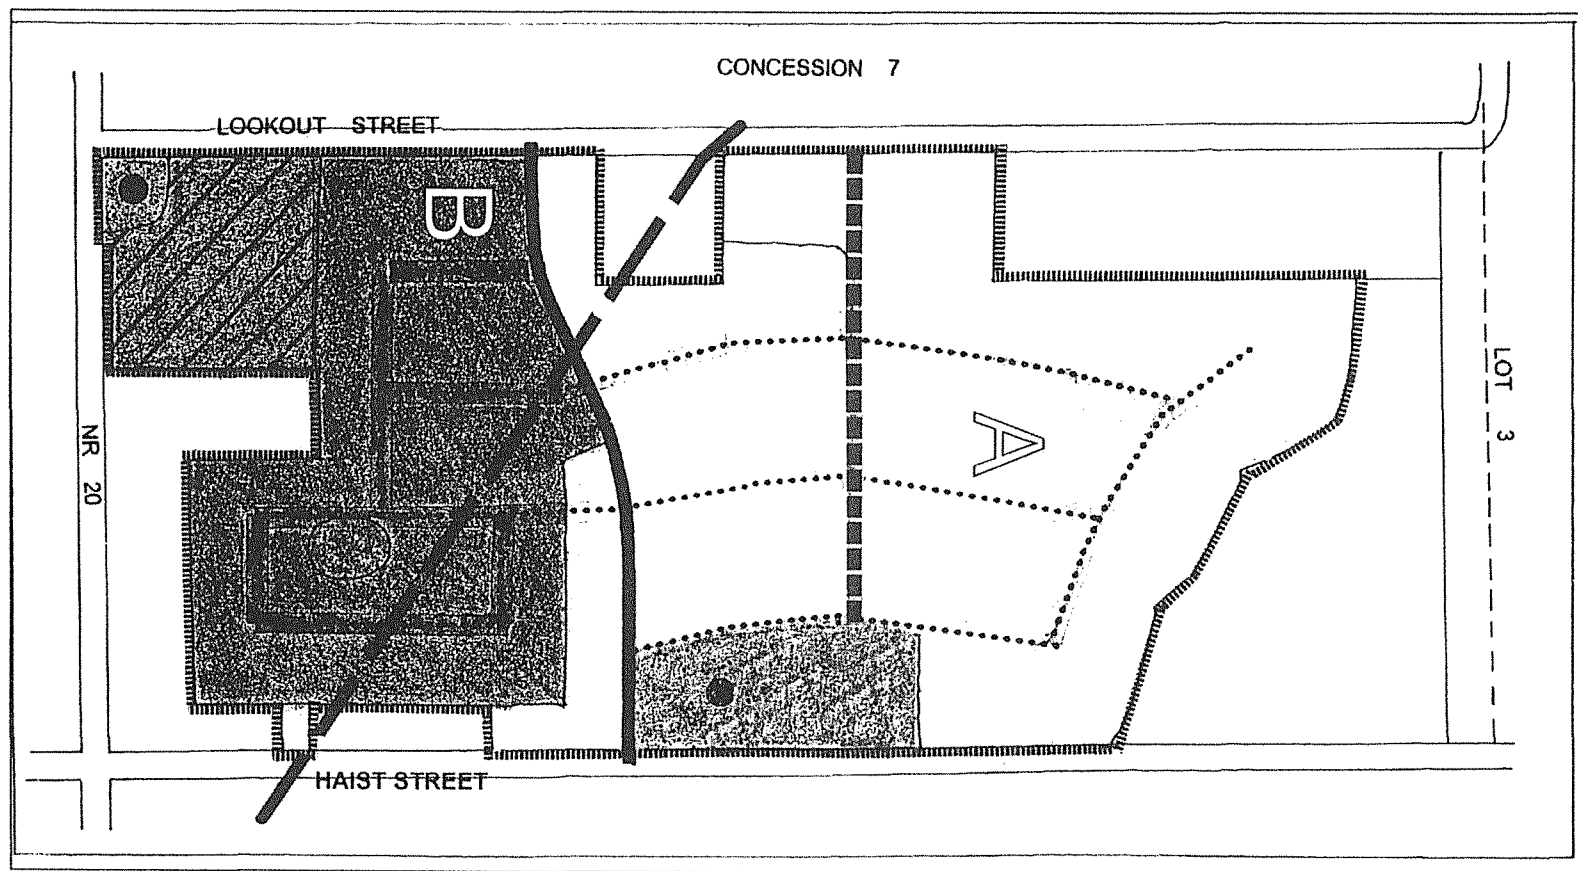 CONCESSION 7
LOOKOUT STREET
B
A
LOT 3
NR 20
HAIST STREET